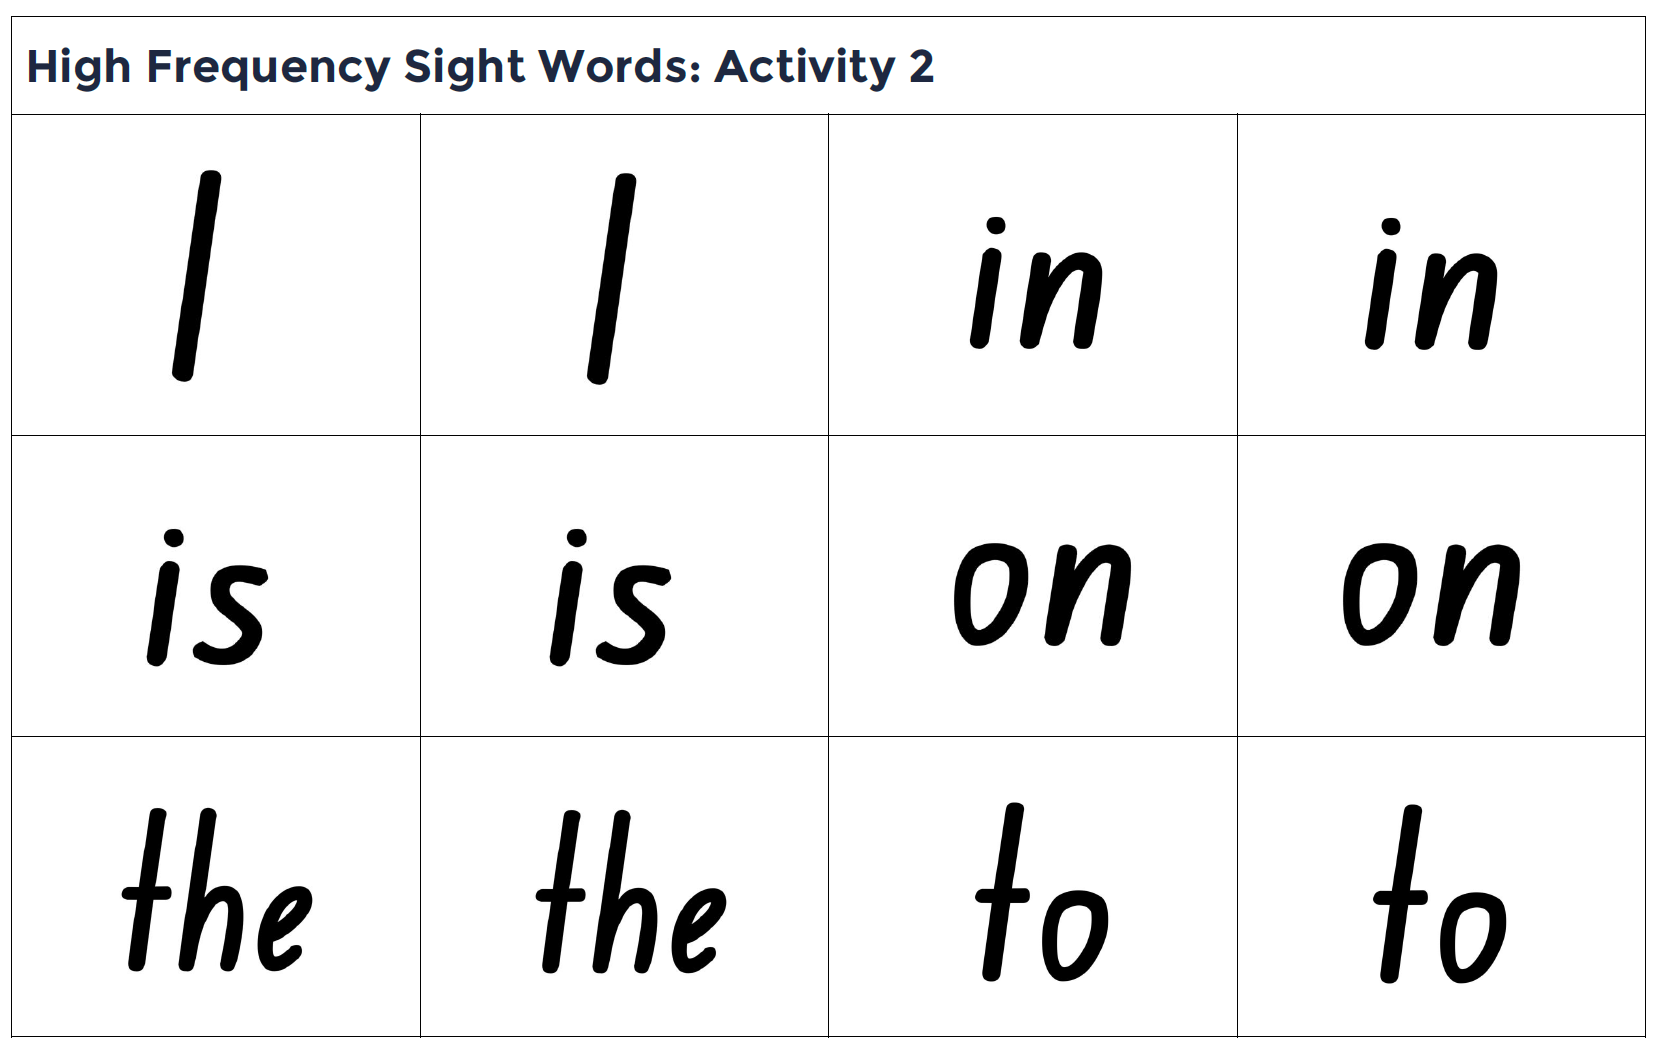 High Frequency Sight Words: Activity 2
I I in in
is is on on
the the to to